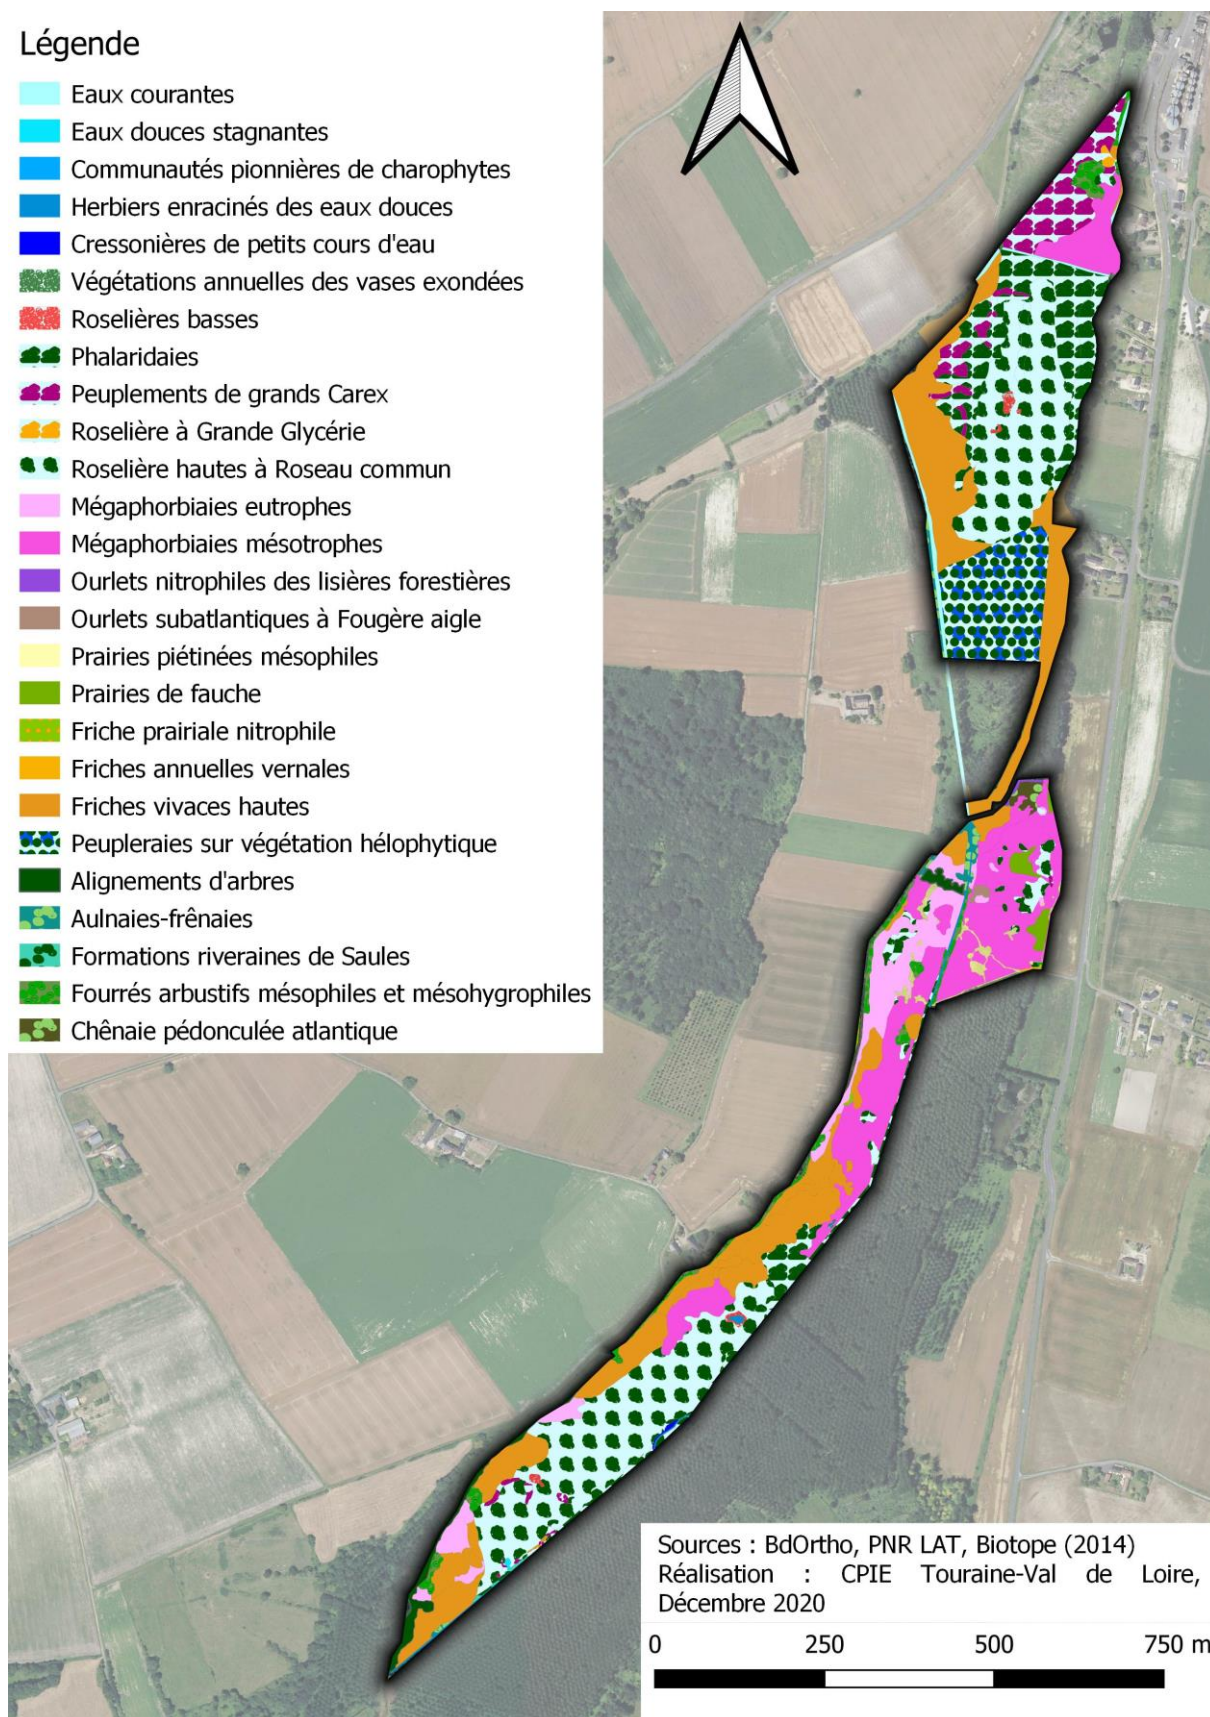 Légende
Eaux courantes
Eaux douces stagnantes
Communautés pionnières de charophytes
Herbiers enracinés des eaux douces
Cressonières de petits cours d'eau
Végétations annuelles des vases exondées
Roselières basses
Phalaridaies
Peuplements de grands Carex
Roselière à Grande Glycérie
Roselière hautes à Roseau commun
Mégaphorbiaies eutrophes
Mégaphorbiaies mésotrophes
Ourlets nitrophiles des lisières forestières
Ourlets subatlantiques à Fougère aigle
Prairies piétinées mésophiles
Prairies de fauche
Friche prairiale nitrophile
Friches annuelles vernales
Friches vivaces hautes
Peupleraies sur végétation hélophytique
Alignements d'arbres
Aulnaies-frênaies
Formations riveraines de Saules
Fourrés arbustifs mésophiles et mésohygrophiles
Chênaie pédonculée atlantique
Sources : BdOrtho, PNR LAT, Biotope (2014)
Réalisation : CPIE Touraine-Val de Loire,
Décembre 2020
0 250 500 750 m